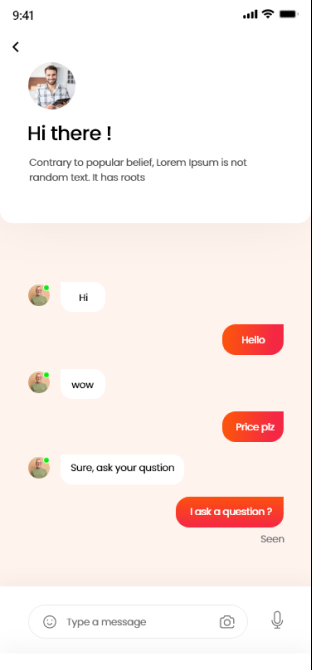 9:41
Hi there !
Contrary to popular belief, Lorem Ipsum is not
random text. It has roots
Hi
Hello
wow
Price plz
Sure, ask your qustion
I ask a question ?
Seen
Type a message